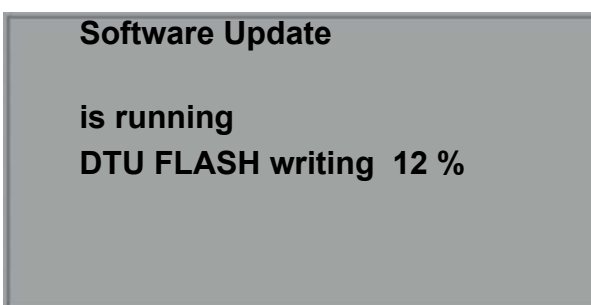 Software Update
is running
DTU FLASH writing 12 %